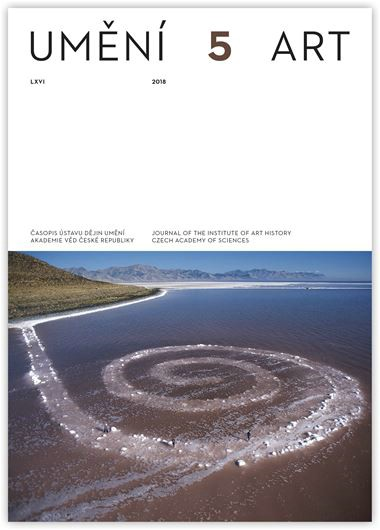 UMĚNÍ 5 ART
LXVI 2018
ČASOPIS ÚSTAVU DĚJIN UMĚNÍ JOURNAL OF THE INSTITUTE OF ART HISTORY
AKADEMIE VĚD ČESKÉ REPUBLIKY CZECH ACADEMY OF SCIENCES